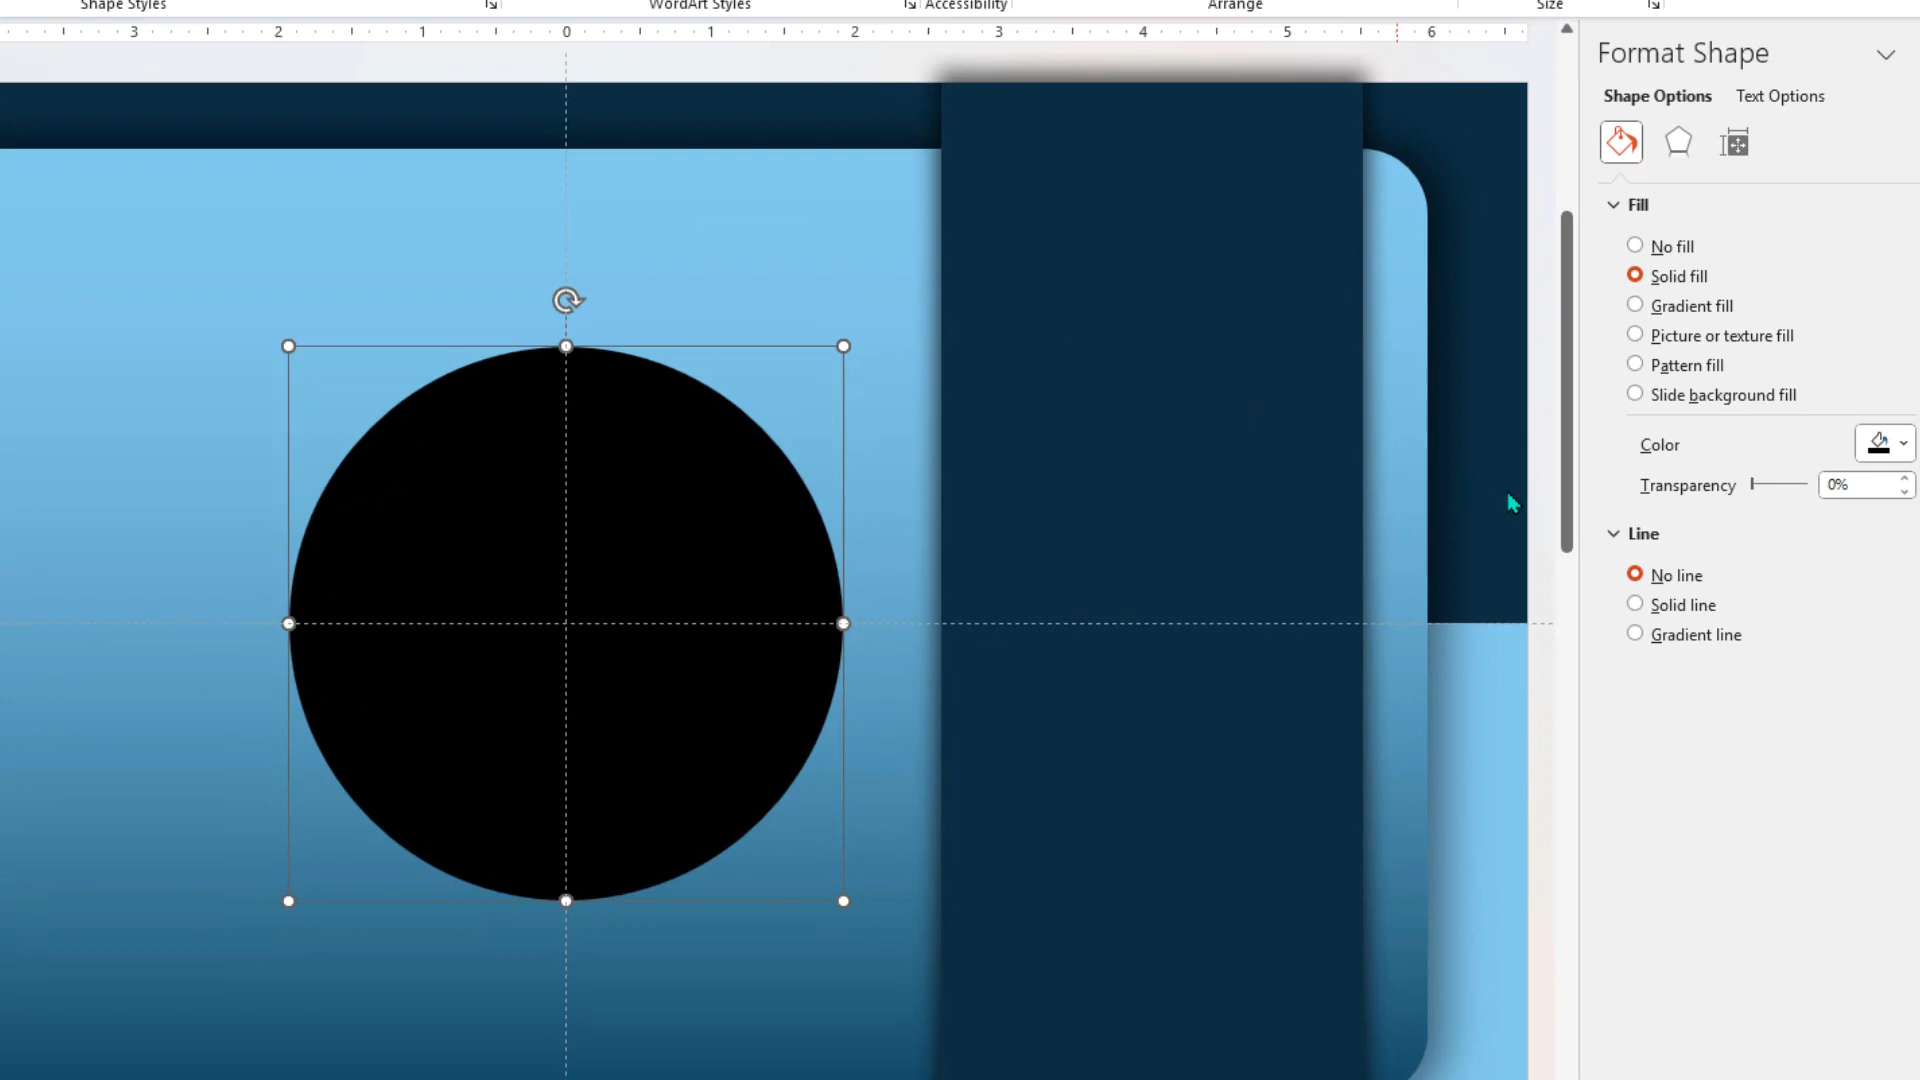 Shape Styles
WordArt Styles
Accessibility
Arrange
Size
3 2 1 0 1 2 3 4 5 6
Format Shape
Shape Options Text Options
Fill
No fill
Solid fill
Gradient fill
Picture or texture fill
Pattern fill
Slide background fill
Color
Transparency 0%
Line
No line
Solid line
Gradient line